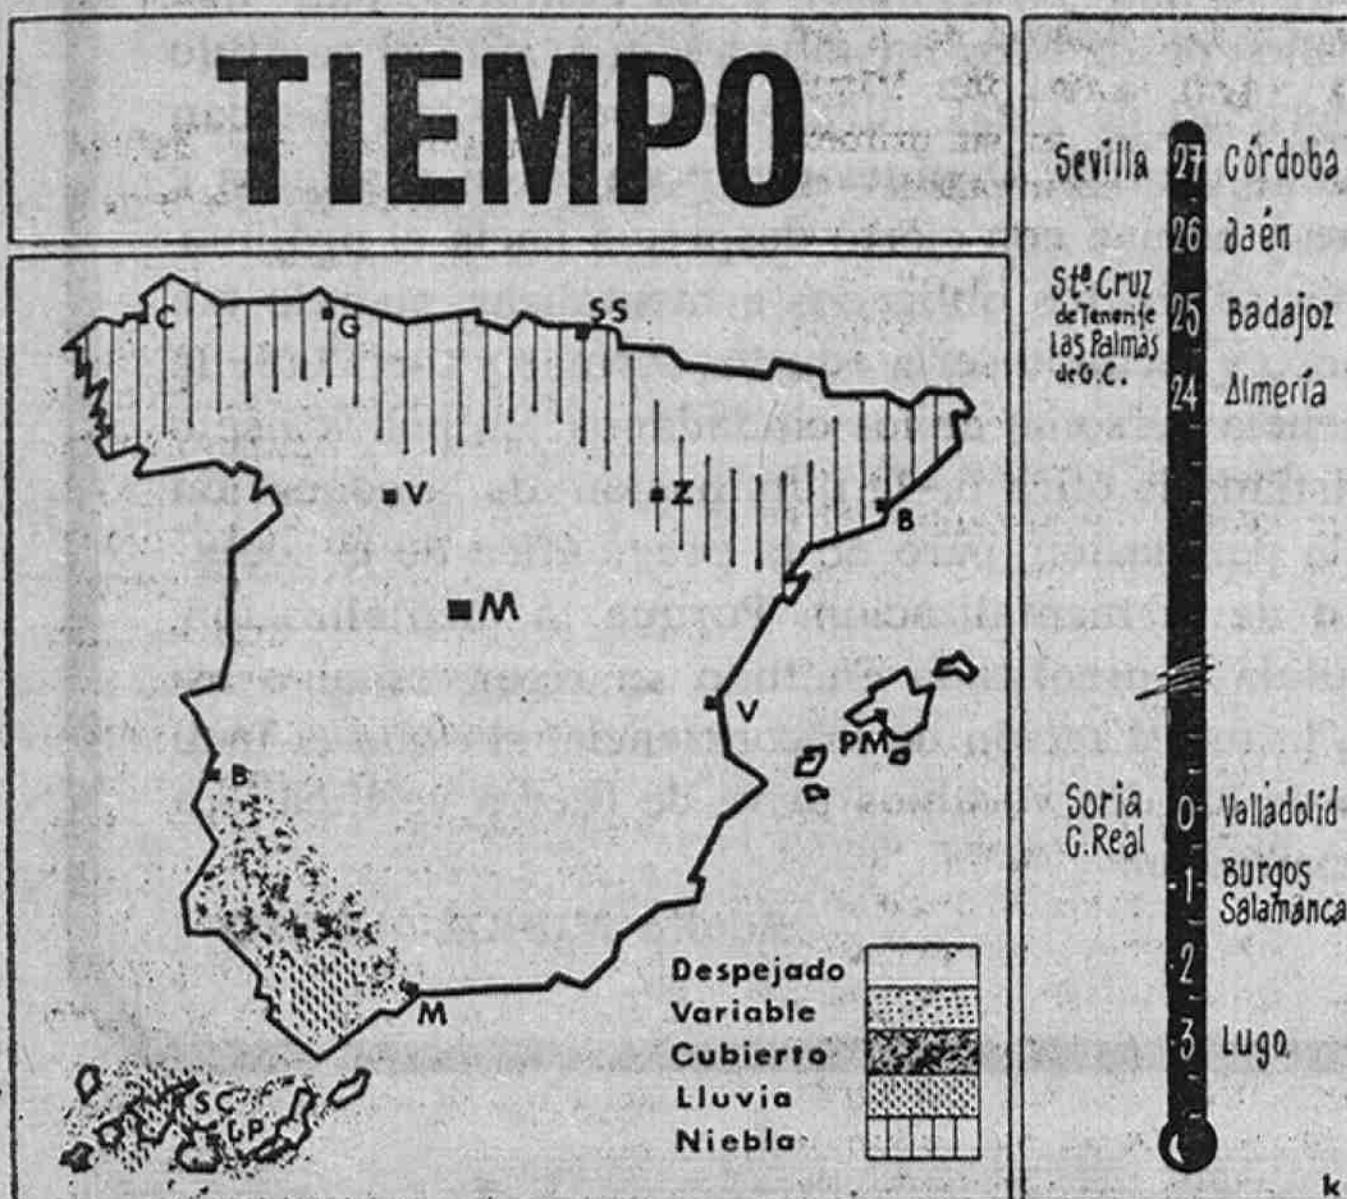 TIEMPO
C
G
SS
V
Z
B
M
V
PM
B
M
SC
LP
Despejado
Variable
Cubierto
Lluvia
Niebla
Sevilla 27 Córdoba
26 Jaén
Stª. Cruz
de Tenerife
Las Palmas
de G.C.
25 Badajoz
24 Almería
Soria
C. Real
0 Valladolid
-1 Burgos
Salamanca
-2
-3 Lugo
k